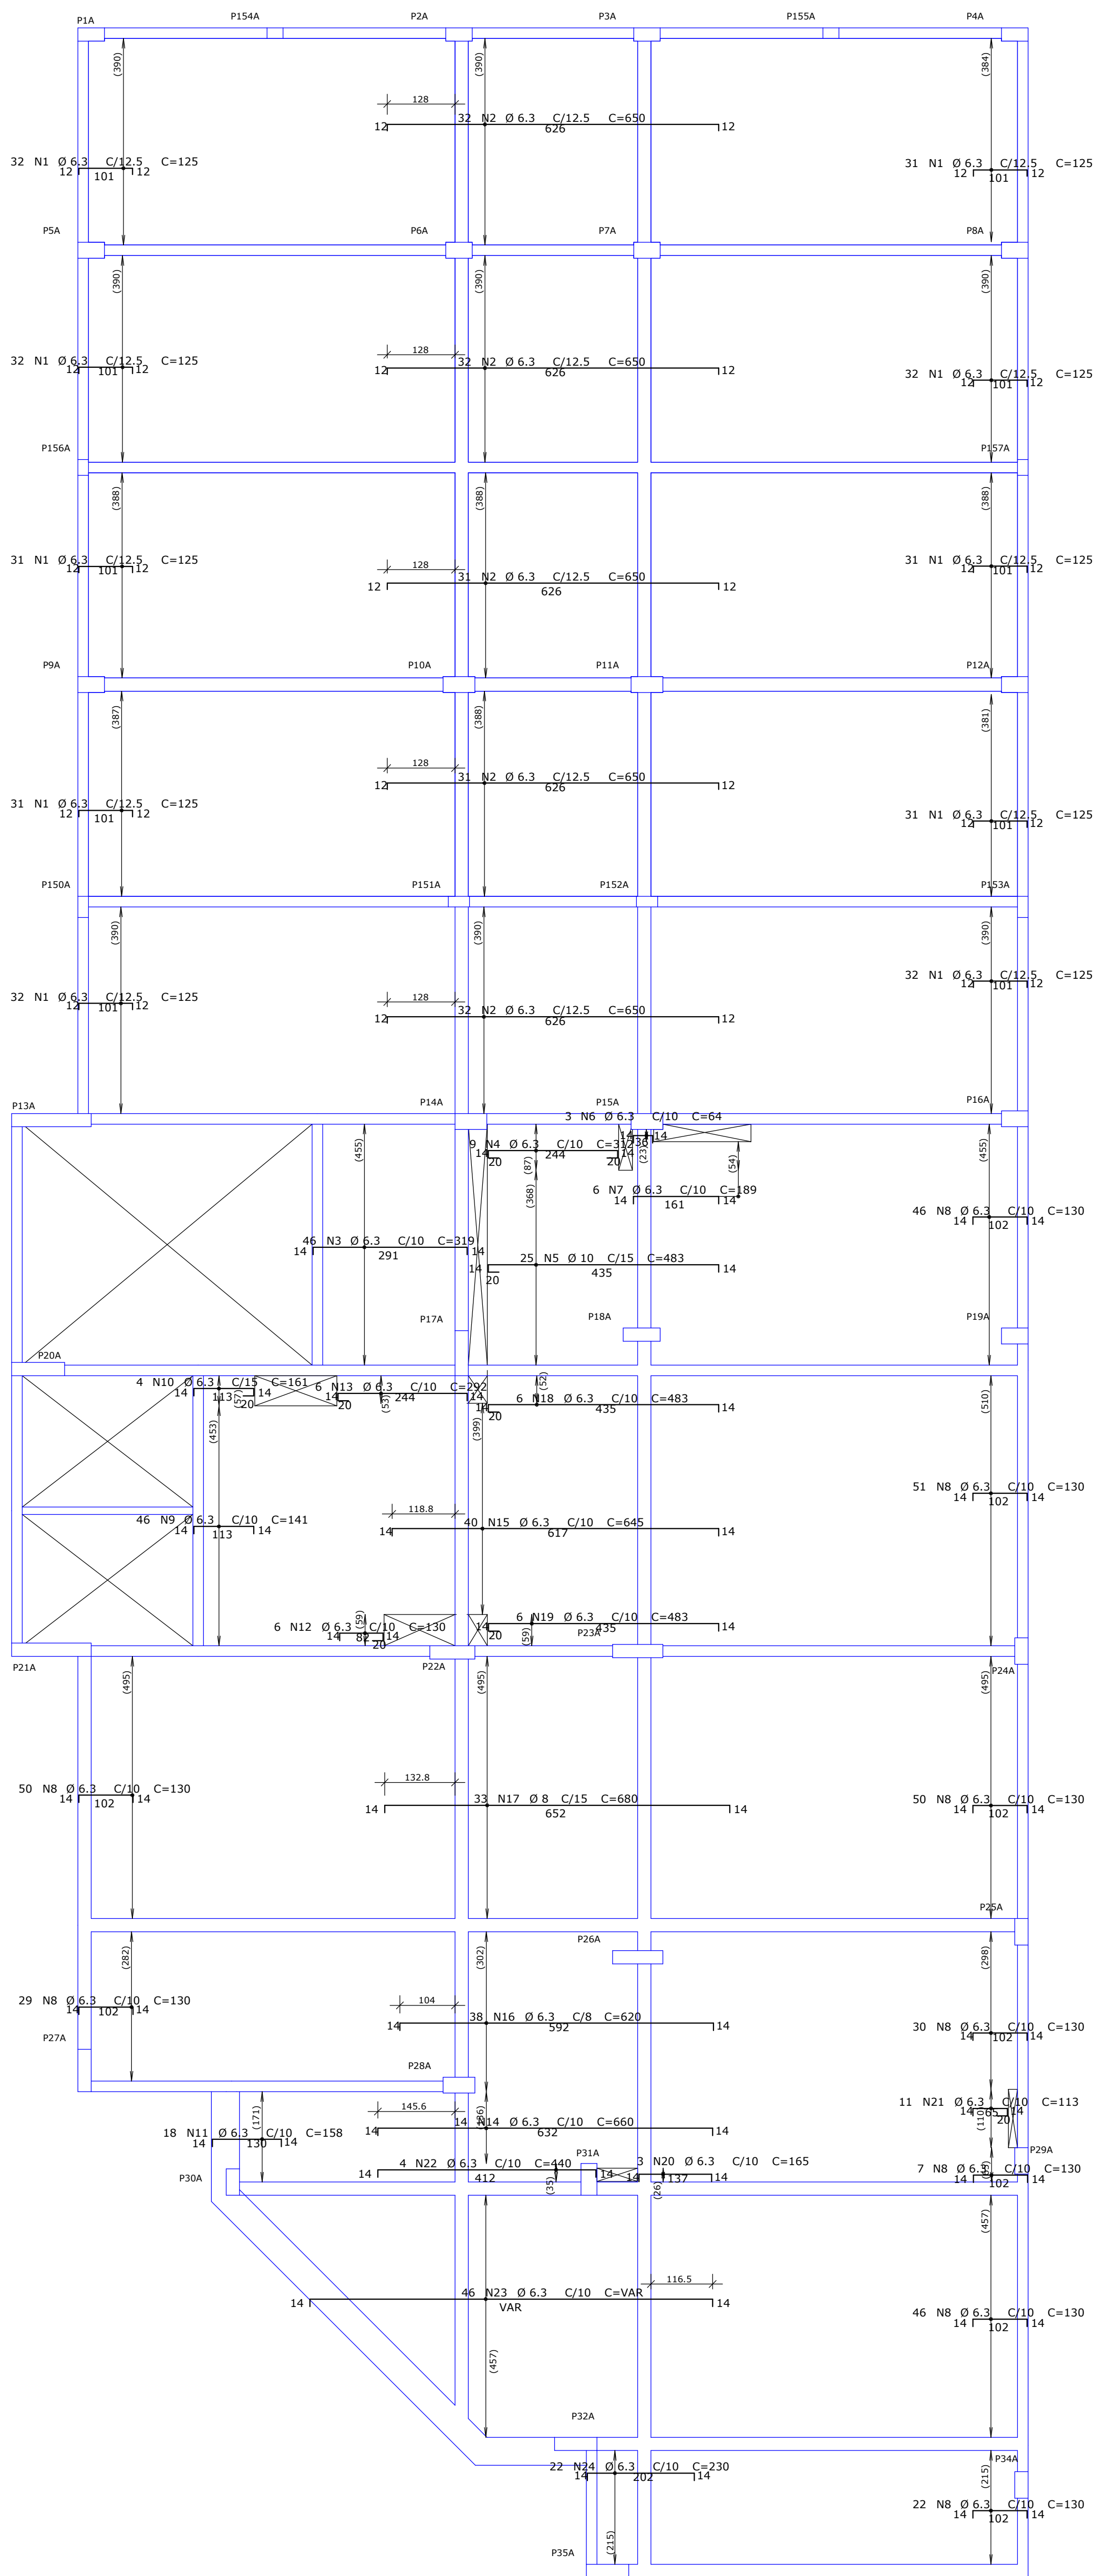 P1A P154A P2A P3A P155A P4A
(390) (390) (384)
128
32 N2 Ø 6.3 C/12.5 C=650
12 626 12
32 N1 Ø 6.3 C/12.5 C=125
12 101 12
31 N1 Ø 6.3 C/12.5 C=125
12 101 12
P5A P6A P7A P8A
(390) (390) (390)
128
32 N1 Ø 6.3 C/12.5 C=125
12 101 12
32 N2 Ø 6.3 C/12.5 C=650
12 626 12
32 N1 Ø 6.3 C/12.5 C=125
12 101 12
P156A P157A
(388) (388) (388)
128
31 N1 Ø 6.3 C/12.5 C=125
12 101 12
31 N2 Ø 6.3 C/12.5 C=650
12 626 12
31 N1 Ø 6.3 C/12.5 C=125
12 101 12
P9A P10A P11A P12A
(387) (388) (381)
128
31 N2 Ø 6.3 C/12.5 C=650
12 626 12
31 N1 Ø 6.3 C/12.5 C=125
12 101 12
31 N1 Ø 6.3 C/12.5 C=125
12 101 12
P150A P151A P152A P153A
(390) (390) (390)
128
32 N1 Ø 6.3 C/12.5 C=125
12 101 12
32 N2 Ø 6.3 C/12.5 C=650
12 626 12
32 N1 Ø 6.3 C/12.5 C=125
12 101 12
P13A P14A P15A P16A
3 N6 Ø 6.3 C/10 C=64
14 36 14
(23)
9 N4 Ø 6.3 C/10 C=312
14 244 14
20 20
(455) (87) (54) (455)
(368)
6 N7 Ø 6.3 C/10 C=189
14 161 14
46 N8 Ø 6.3 C/10 C=130
14 102 14
46 N3 Ø 6.3 C/10 C=319
14 291 14
25 N5 Ø 10 C/15 C=483
14 435 14
20
P17A P18A P19A
P20A
4 N10 Ø 6.3 C/15 C=161
14 113 14
20
(57)
6 N13 Ø 6.3 C/10 C=292
14 244 14
20
(53)
(52)
6 N18 Ø 6.3 C/10 C=483
14 435 14
20
(453) (399) (510)
118.8
51 N8 Ø 6.3 C/10 C=130
14 102 14
46 N9 Ø 6.3 C/10 C=141
14 113 14
40 N15 Ø 6.3 C/10 C=645
14 617 14
6 N12 Ø 6.3 C/10 C=130
14 82 14
20
(59)
6 N19 Ø 6.3 C/10 C=483
14 435 14
20
(59)
P21A P22A P23A P24A
(495) (495) (495)
132.8
50 N8 Ø 6.3 C/10 C=130
14 102 14
33 N17 Ø 8 C/15 C=680
14 652 14
50 N8 Ø 6.3 C/10 C=130
14 102 14
P25A
P26A
(282) (302) (298)
104
29 N8 Ø 6.3 C/10 C=130
14 102 14
38 N16 Ø 6.3 C/8 C=620
14 592 14
30 N8 Ø 6.3 C/10 C=130
14 102 14
P27A P28A
145.6
(171) (110)
11 N21 Ø 6.3 C/10 C=113
14 65 14
20
14 N14 Ø 6.3 C/10 C=660
14 632 14
18 N11 Ø 6.3 C/10 C=158
14 130 14
P30A P31A P29A
4 N22 Ø 6.3 C/10 C=440
14 412 14
(35)
3 N20 Ø 6.3 C/10 C=165
14 137 14
(26)
7 N8 Ø 6.3 C/10 C=130
14 102 14
(457)
116.5
46 N23 Ø 6.3 C/10 C=VAR
14 VAR 14
46 N8 Ø 6.3 C/10 C=130
14 102 14
(457)
P32A
P34A
22 N24 Ø 6.3 C/10 C=230
14 202 14
(215)
22 N8 Ø 6.3 C/10 C=130
14 102 14
(215)
P35A